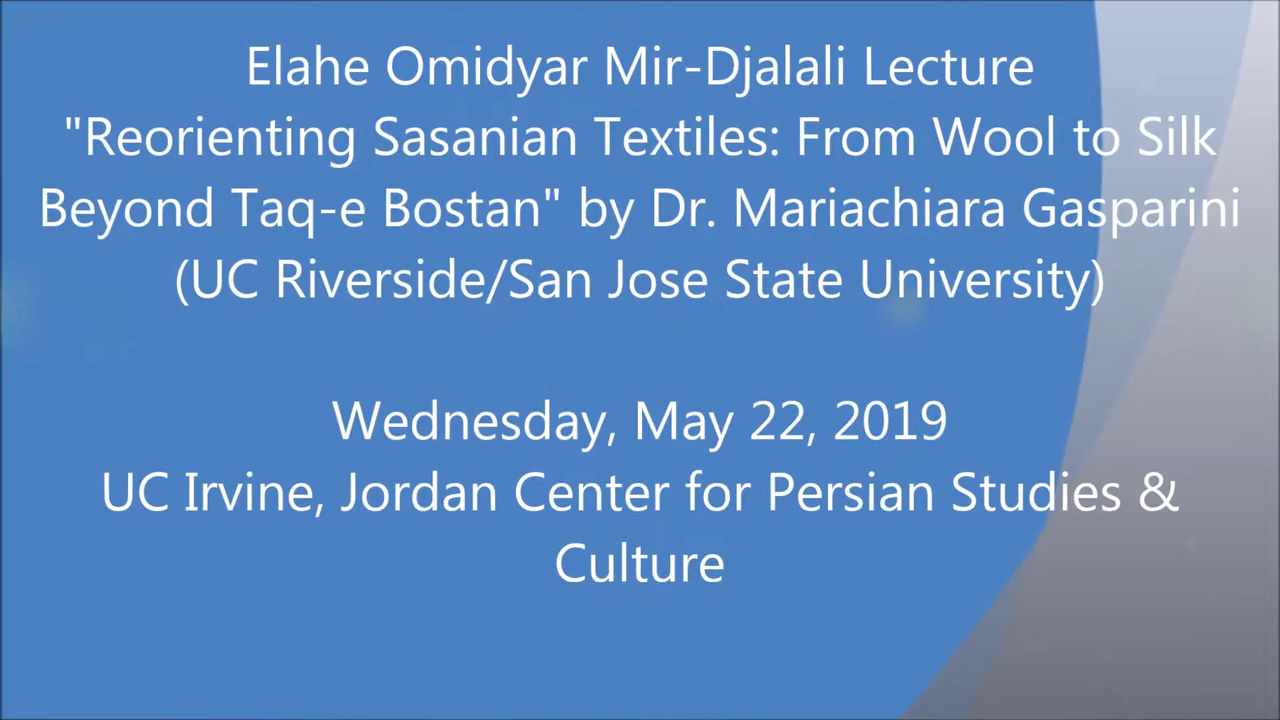 Elahe Omidyar Mir-Djalali Lecture
"Reorienting Sasanian Textiles: From Wool to Silk
Beyond Taq-e Bostan" by Dr. Mariachiara Gasparini
(UC Riverside/San Jose State University)
Wednesday, May 22, 2019
UC Irvine, Jordan Center for Persian Studies &
Culture